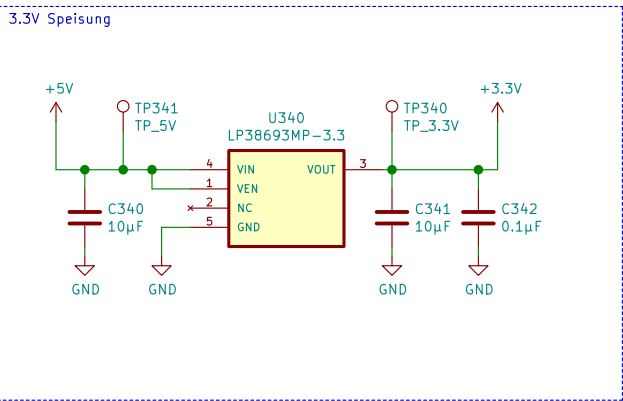 3.3V Speisung
+5V
TP341
TP_5V
U340
LP38693MP-3.3
TP340
TP_3.3V
+3.3V
4 VIN
VOUT 3
1 VEN
2 NC
5 GND
C340
10µF
C341
10µF
C342
0.1µF
GND
GND
GND
GND